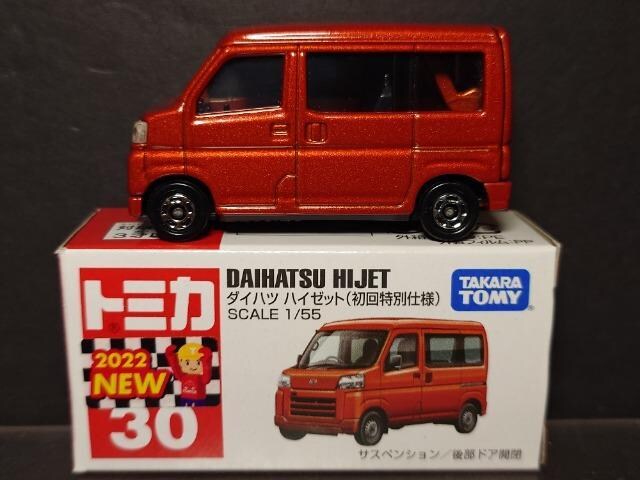 トミカ
2022
NEW
30
DAIHATSU HIJET
ダイハツ ハイゼット(初回特別仕様)
SCALE 1/55
TAKARA
TOMY
サスペンション/後部ドア開閉